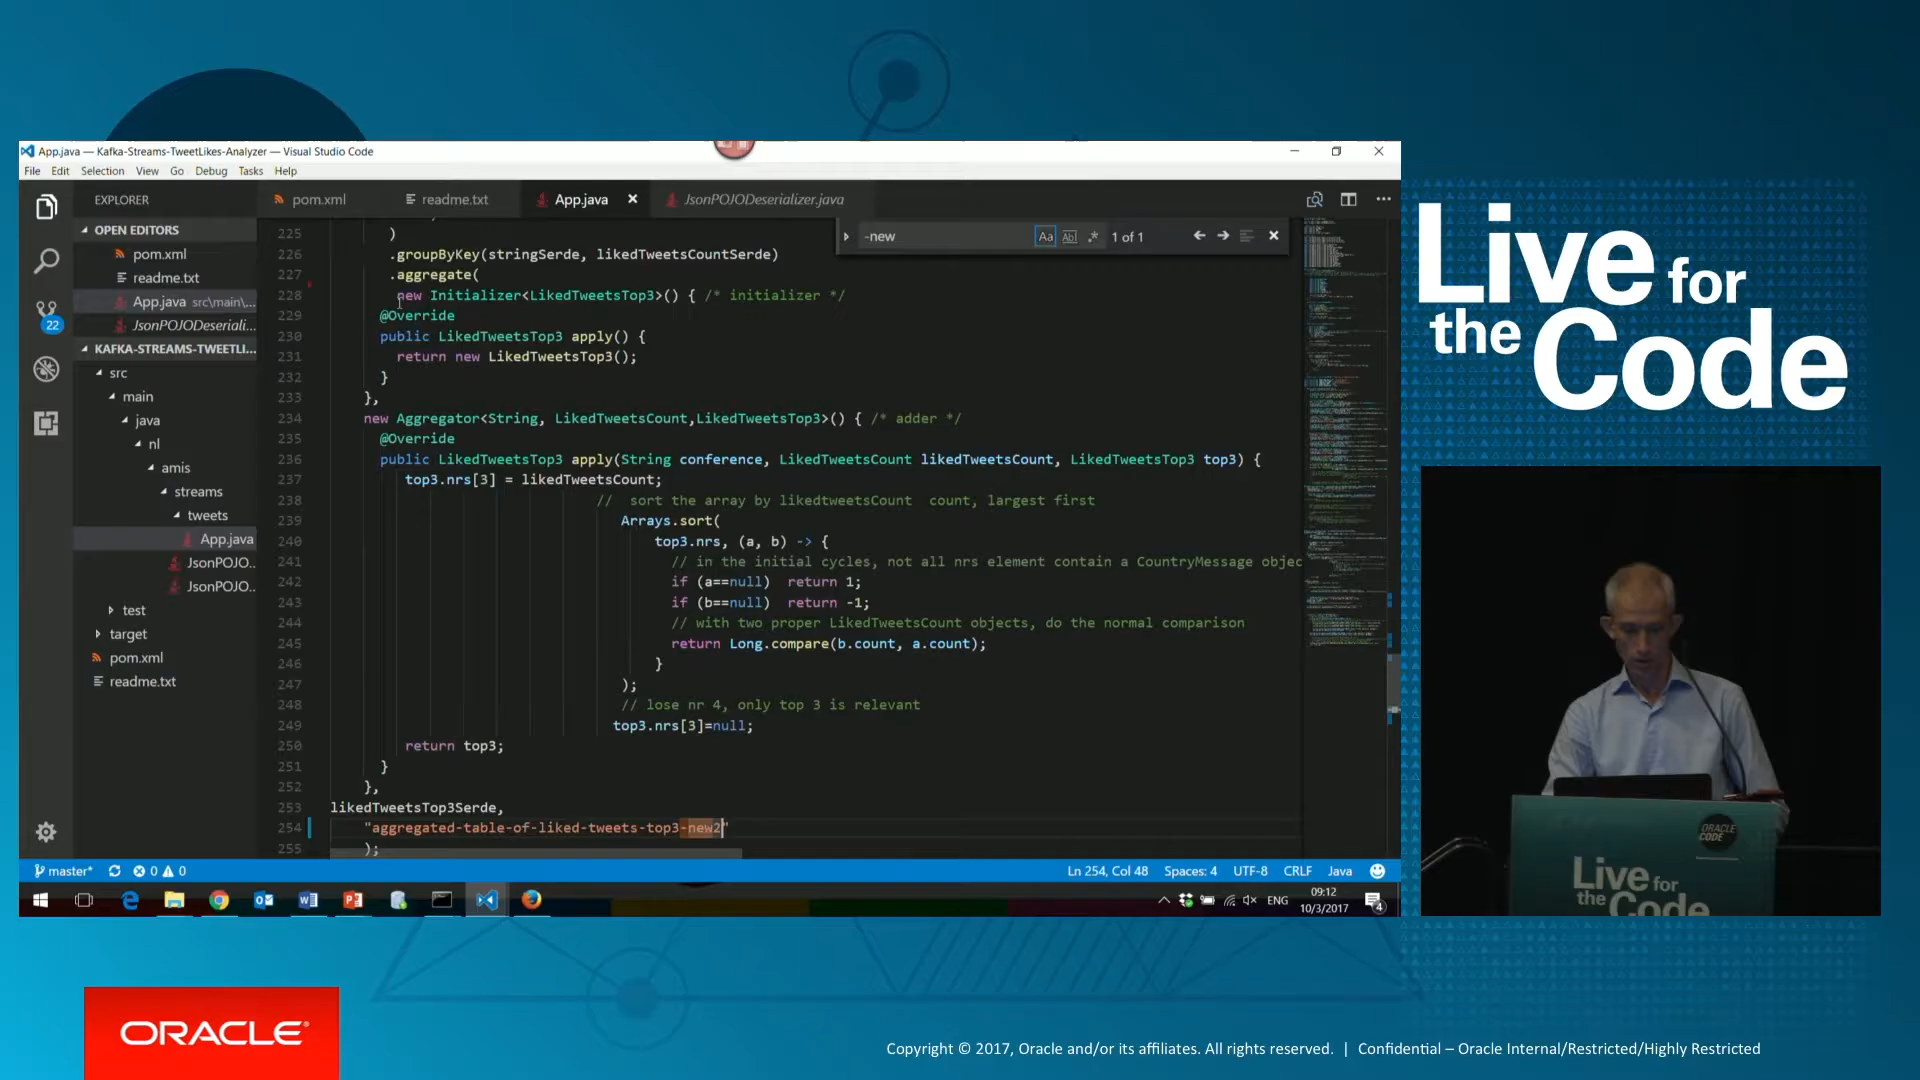 App.java — Kafka-Streams-TweetLikes-Analyzer — Visual Studio Code
File Edit Selection View Go Debug Tasks Help
EXPLORER
OPEN EDITORS
pom.xml
readme.txt
App.java src\main\...
JsonPOJODeseriali...
KAFKA-STREAMS-TWEETLI...
src
main
java
nl
amis
streams
tweets
App.java
JsonPOJO..
JsonPOJO..
test
target
pom.xml
readme.txt
22
pom.xml readme.txt App.java JsonPOJODeserializer.java
-new Aa Abl .* 1 of 1
225 )
226 .groupByKey(stringSerde, likedTweetsCountSerde)
227 .aggregate(
228 new Initializer<LikedTweetsTop3>() { /* initializer */
229 @Override
230 public LikedTweetsTop3 apply() {
231 return new LikedTweetsTop3();
232 }
233 },
234 new Aggregator<String, LikedTweetsCount,LikedTweetsTop3>() { /* adder */
235 @Override
236 public LikedTweetsTop3 apply(String conference, LikedTweetsCount likedTweetsCount, LikedTweetsTop3 top3) {
237 top3.nrs[3] = likedTweetsCount;
238 // sort the array by likedtweetsCount count, largest first
239 Arrays.sort(
240 top3.nrs, (a, b) -> {
241 // in the initial cycles, not all nrs element contain a CountryMessage objec
242 if (a==null) return 1;
243 if (b==null) return -1;
244 // with two proper LikedTweetsCount objects, do the normal comparison
245 return Long.compare(b.count, a.count);
246 }
247 );
248 // lose nr 4, only top 3 is relevant
249 top3.nrs[3]=null;
250 return top3;
251 }
252 },
253 likedTweetsTop3Serde,
254 "aggregated-table-of-liked-tweets-top3-new2"
255 );
master* 0 0 Ln 254, Col 48 Spaces: 4 UTF-8 CRLF Java
ENG 09:12
10/3/2017
4
Live for
the Code
ORACLE
CODE
Live for
the Code
ORACLE®
Copyright © 2017, Oracle and/or its affiliates. All rights reserved. | Confidential – Oracle Internal/Restricted/Highly Restricted